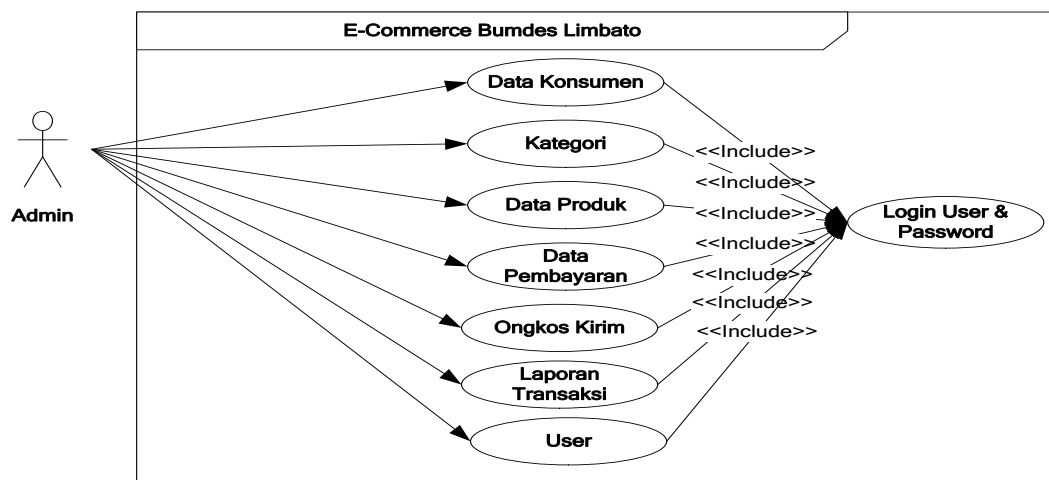 E-Commerce Bumdes Limbato
Data Konsumen
Kategori
Data Produk
Data
Pembayaran
Ongkos Kirim
Laporan
Transaksi
User
Admin
<<Include>>
<<Include>>
<<Include>>
<<Include>>
<<Include>>
<<Include>>
<<Include>>
Login User &
Password